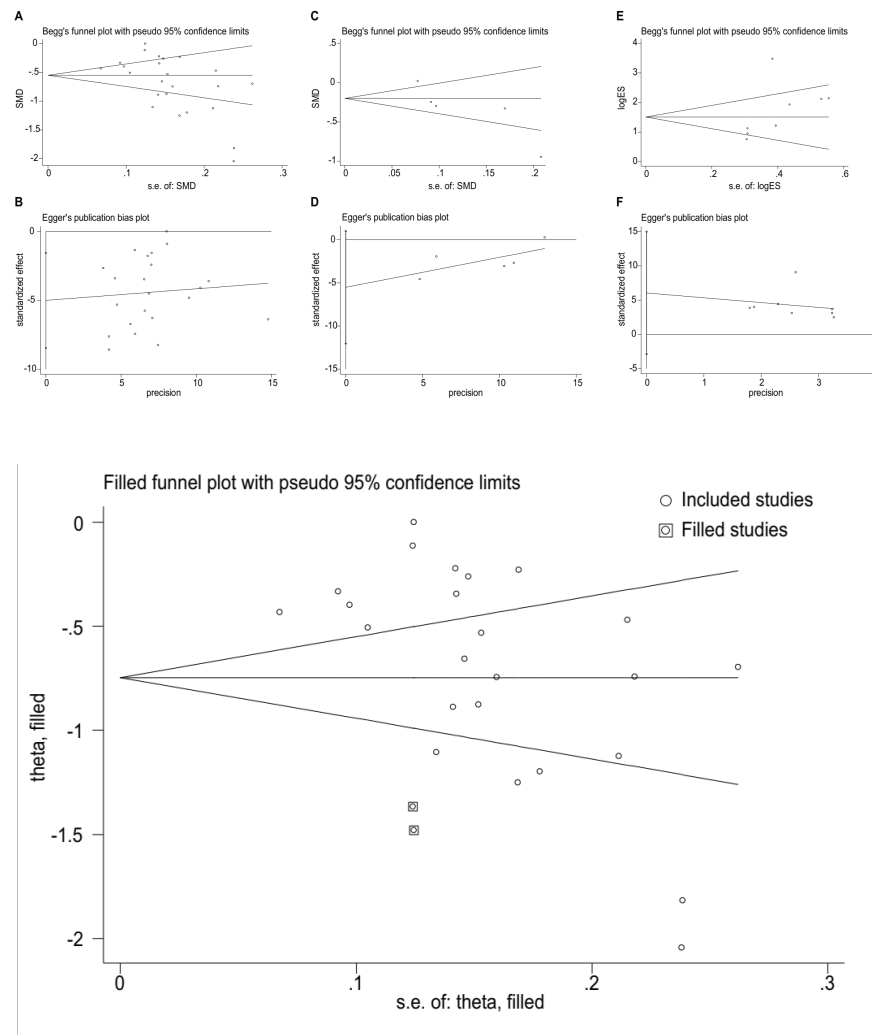 A
Begg's funnel plot with pseudo 95% confidence limits
SMD
0
-.5
-1
-1.5
-2
0
.1
.2
.3
s.e. of: SMD
C
Begg's funnel plot with pseudo 95% confidence limits
SMD
.5
0
-.5
-1
0
.05
.1
.15
.2
s.e. of: SMD
E
Begg's funnel plot with pseudo 95% confidence limits
logES
4
3
2
1
0
0
.2
.4
.6
s.e. of: logES
B
Egger's publication bias plot
standardized effect
0
-5
-10
0
5
10
15
precision
D
Egger's publication bias plot
standardized effect
0
-5
-10
-15
0
5
10
15
precision
F
Egger's publication bias plot
standardized effect
15
10
5
0
-5
0
1
2
3
precision
Filled funnel plot with pseudo 95% confidence limits
Included studies
Filled studies
theta, filled
0
-.5
-1
-1.5
-2
0
.1
.2
.3
s.e. of: theta, filled